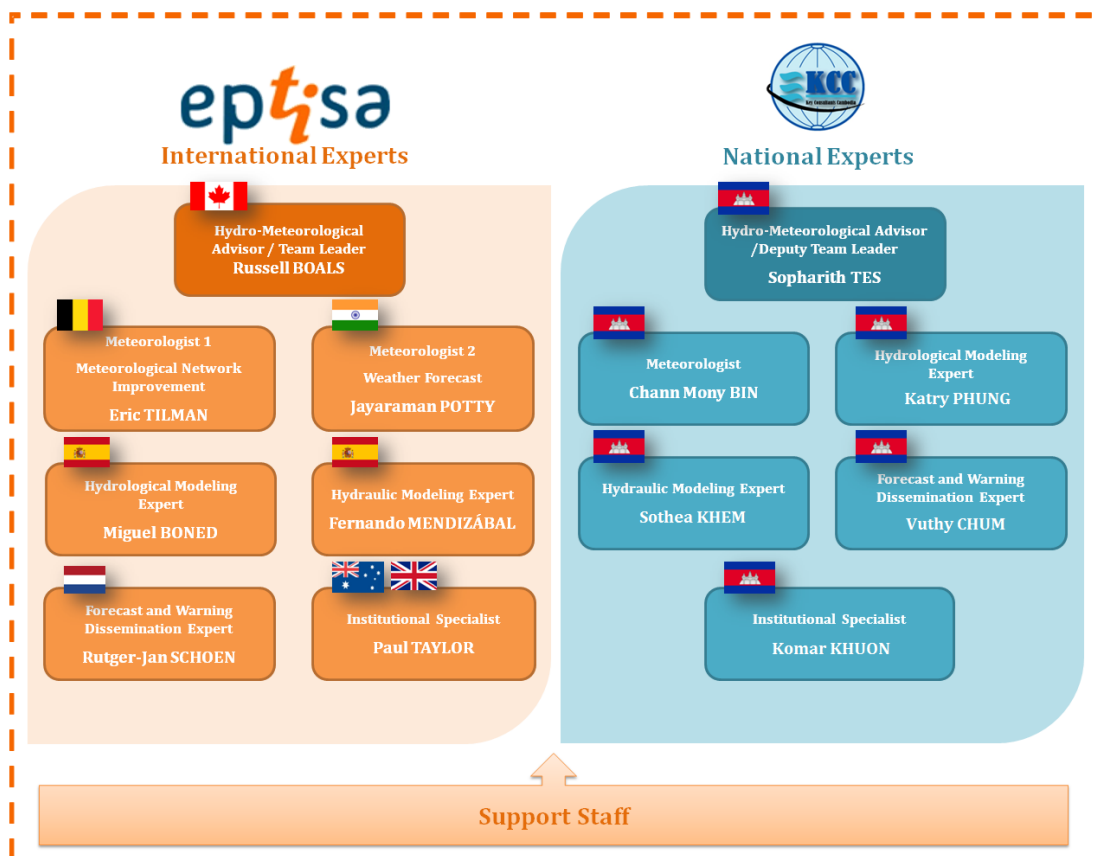 eptisa
International Experts
Hydro-Meteorological
Advisor / Team Leader
Russell BOALS
Meteorologist 1
Meteorological Network
Improvement
Eric TILMAN
Meteorologist 2
Weather Forecast
Jayaraman POTTY
Hydrological Modeling
Expert
Miguel BONED
Hydraulic Modeling Expert
Fernando MENDIZÁBAL
Forecast and Warning
Dissemination Expert
Rutger-Jan SCHOEN
Institutional Specialist
Paul TAYLOR
KCC
Key Consultants Cambodia
National Experts
Hydro-Meteorological Advisor
/Deputy Team Leader
Sopharith TES
Meteorologist
Chann Mony BIN
Hydrological Modeling
Expert
Katry PHUNG
Hydraulic Modeling Expert
Sothea KHEM
Forecast and Warning
Dissemination Expert
Vuthy CHUM
Institutional Specialist
Komar KHUON
Support Staff